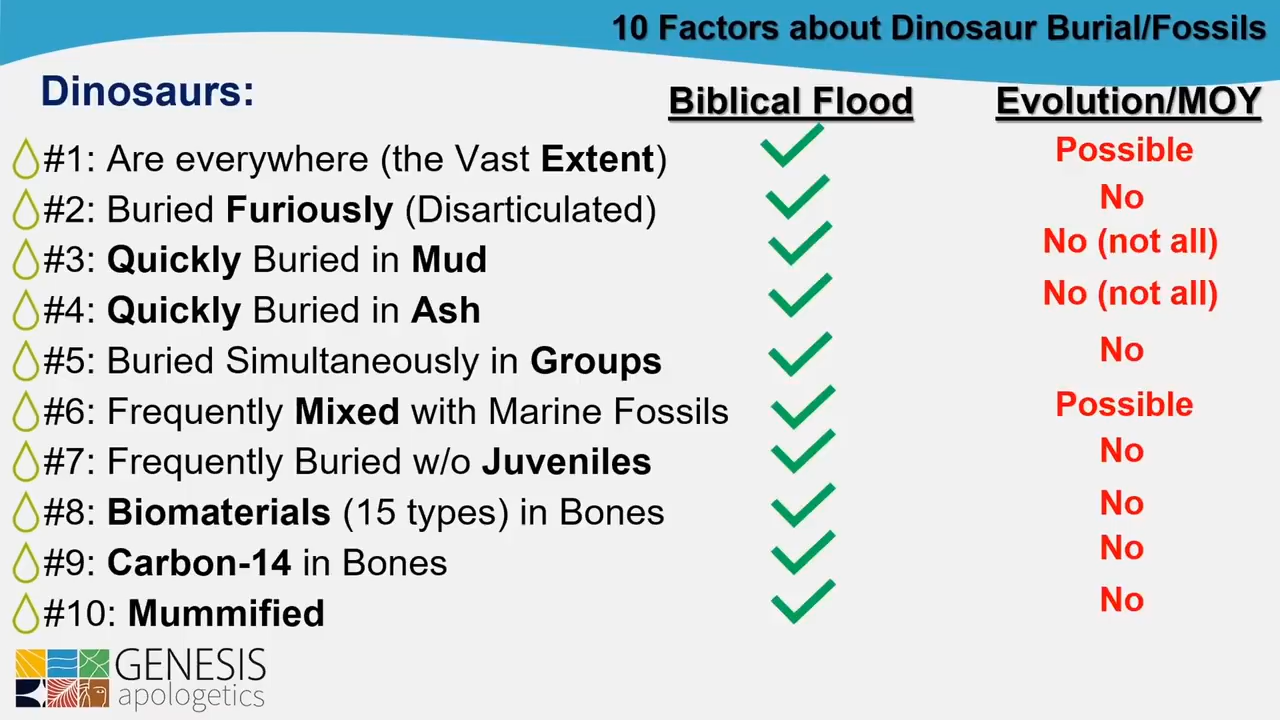 10 Factors about Dinosaur Burial/Fossils
Dinosaurs:
Biblical Flood
Evolution/MOY
#1: Are everywhere (the Vast Extent) Possible
#2: Buried Furiously (Disarticulated) No
#3: Quickly Buried in Mud No (not all)
#4: Quickly Buried in Ash No (not all)
#5: Buried Simultaneously in Groups No
#6: Frequently Mixed with Marine Fossils Possible
#7: Frequently Buried w/o Juveniles No
#8: Biomaterials (15 types) in Bones No
#9: Carbon-14 in Bones No
#10: Mummified No
GENESIS
apologetics